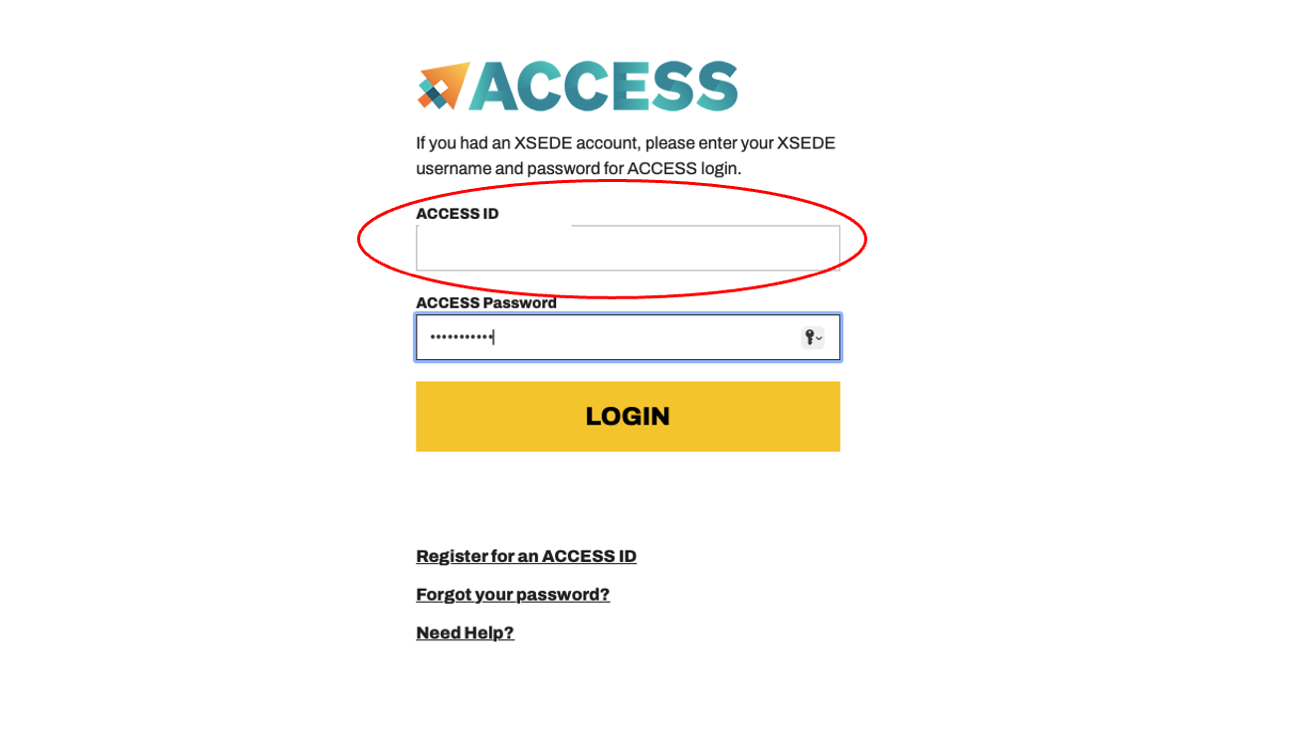 ACCESS
If you had an XSEDE account, please enter your XSEDE
username and password for ACCESS login.
ACCESS ID
ACCESS Password
•••••••••••
LOGIN
Register for an ACCESS ID
Forgot your password?
Need Help?